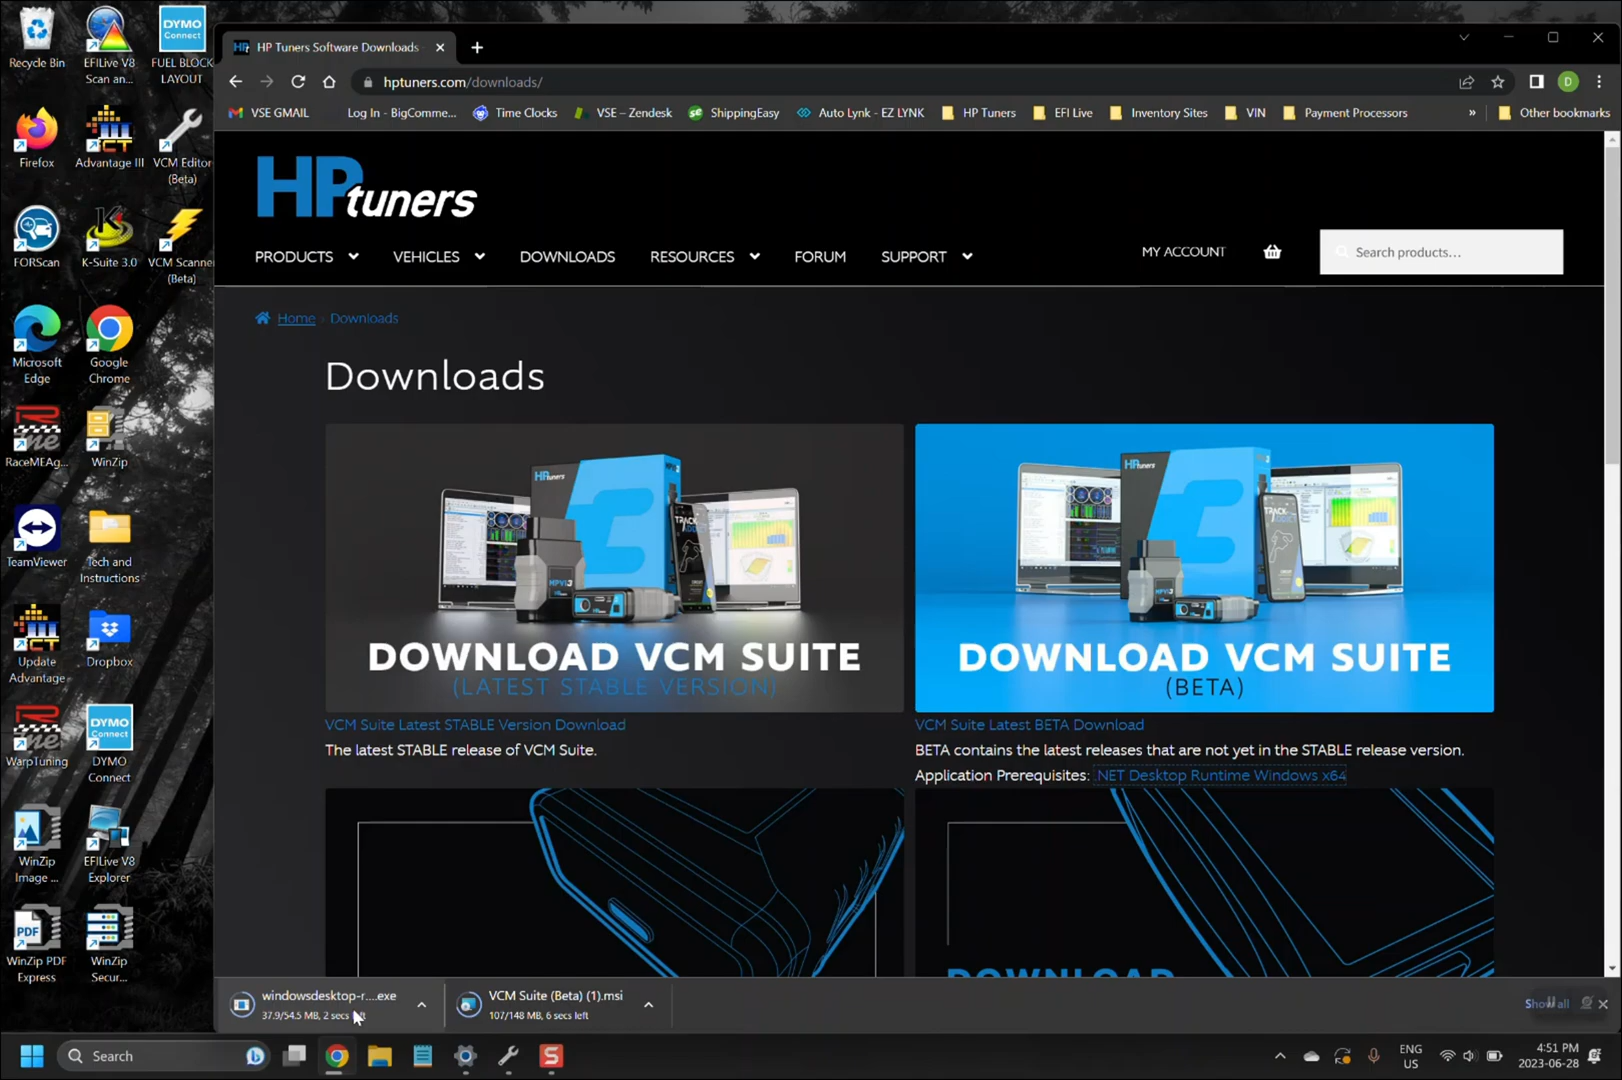 Recycle Bin
EFILive V8
Scan an...
DYMO
Connect
FUEL BLOCK
LAYOUT
Firefox
Advantage III
VCM Editor
(Beta)
FORScan
K-Suite 3.0
VCM Scanner
(Beta)
Microsoft
Edge
Google
Chrome
RaceMEAg...
WinZip
TeamViewer
Tech and
Instructions
Update
Advantage
Dropbox
WarpTuning
DYMO
Connect
DYMO
Connect
WinZip
Image ...
EFILive V8
Explorer
PDF
WinZip PDF
Express
WinZip
Secur...
HP Tuners Software Downloads
hptuners.com/downloads/
D
VSE GMAIL
Log In - BigComme...
Time Clocks
VSE – Zendesk
ShippingEasy
Auto Lynk - EZ LYNK
HP Tuners
EFI Live
Inventory Sites
VIN
Payment Processors
»
Other bookmarks
HPtuners
PRODUCTS
VEHICLES
DOWNLOADS
RESOURCES
FORUM
SUPPORT
MY ACCOUNT
Search products...
Home
Downloads
Downloads
DOWNLOAD VCM SUITE
(LATEST STABLE VERSION)
VCM Suite Latest STABLE Version Download
The latest STABLE release of VCM Suite.
DOWNLOAD VCM SUITE
(BETA)
VCM Suite Latest BETA Download
BETA contains the latest releases that are not yet in the STABLE release version.
Application Prerequisites: .NET Desktop Runtime Windows x64
DOWNLOAD
windowsdesktop-r....exe
37.9/54.5 MB, 2 secs left
VCM Suite (Beta) (1).msi
107/148 MB, 6 secs left
Show all
Search
ENG
US
4:51 PM
2023-06-28